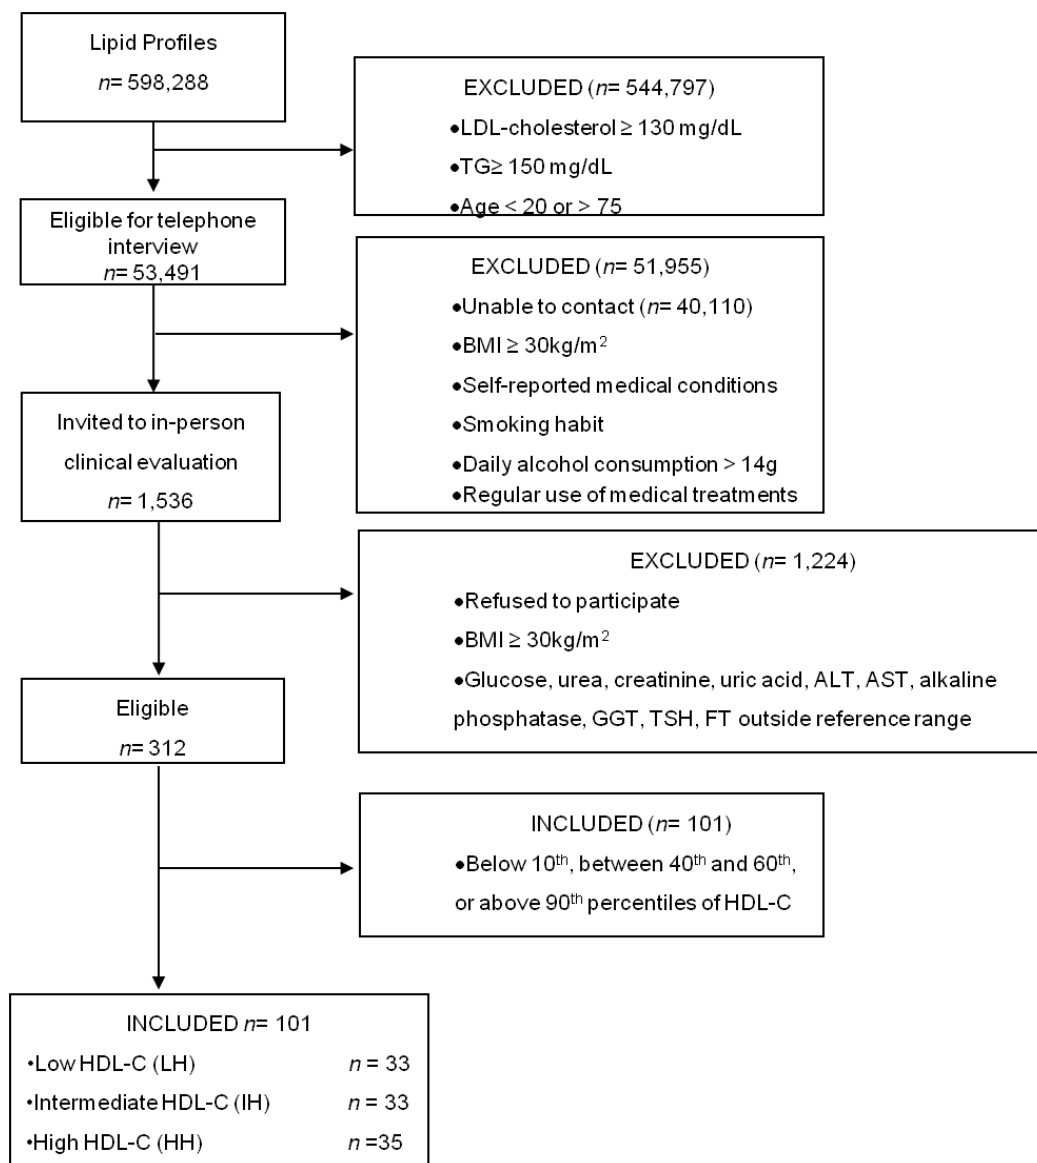 Lipid Profiles
n= 598,288
EXCLUDED (n= 544,797)
•LDL-cholesterol ≥ 130 mg/dL
•TG≥ 150 mg/dL
•Age < 20 or > 75
Eligible for telephone
interview
n= 53,491
EXCLUDED (n= 51,955)
•Unable to contact (n= 40,110)
•BMI ≥ 30kg/m²
•Self-reported medical conditions
•Smoking habit
•Daily alcohol consumption > 14g
•Regular use of medical treatments
Invited to in-person
clinical evaluation
n= 1,536
EXCLUDED (n= 1,224)
•Refused to participate
•BMI ≥ 30kg/m²
•Glucose, urea, creatinine, uric acid, ALT, AST, alkaline
phosphatase, GGT, TSH, FT outside reference range
Eligible
n= 312
INCLUDED (n= 101)
•Below 10th, between 40th and 60th,
or above 90th percentiles of HDL-C
INCLUDED n= 101
•Low HDL-C (LH) n = 33
•Intermediate HDL-C (IH) n = 33
•High HDL-C (HH) n =35